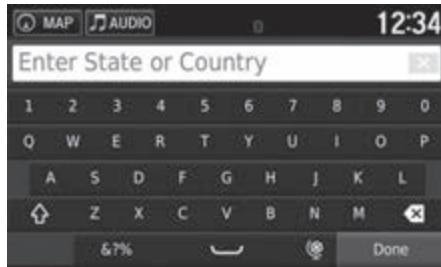 MAP AUDIO 0 12:34
Enter State or Country
1 2 3 4 5 6 7 8 9 0
Q W E R T Y U I O P
A S D F G H J K L
Z X C V B N M
&?% Done